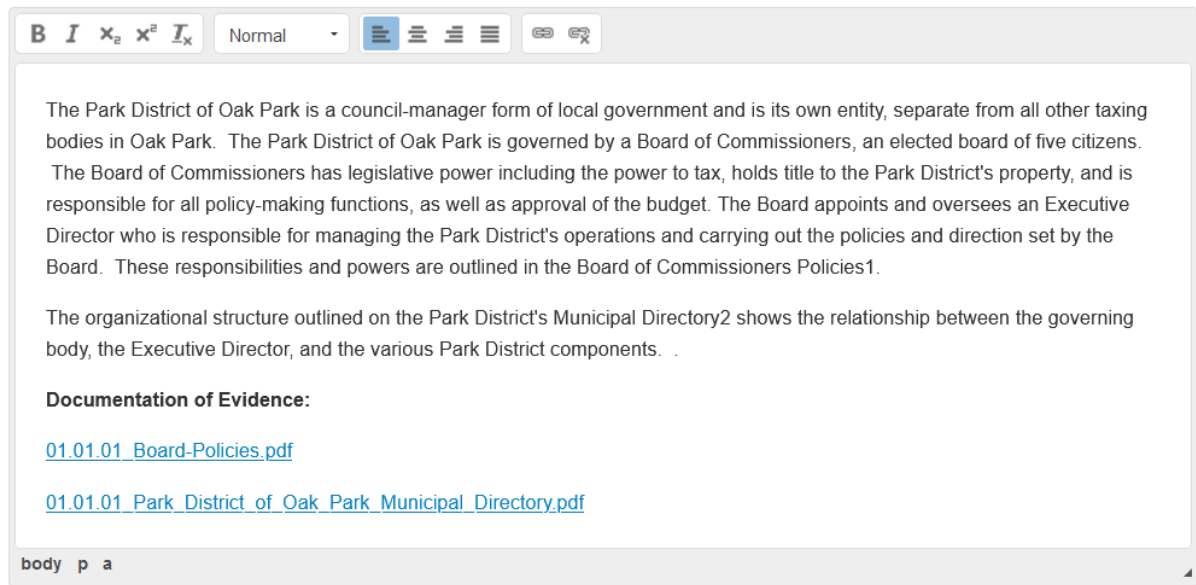 B I x₂ x² Tx Normal
The Park District of Oak Park is a council-manager form of local government and is its own entity, separate from all other taxing
bodies in Oak Park.  The Park District of Oak Park is governed by a Board of Commissioners, an elected board of five citizens.
The Board of Commissioners has legislative power including the power to tax, holds title to the Park District's property, and is
responsible for all policy-making functions, as well as approval of the budget. The Board appoints and oversees an Executive
Director who is responsible for managing the Park District's operations and carrying out the policies and direction set by the
Board.  These responsibilities and powers are outlined in the Board of Commissioners Policies1.
The organizational structure outlined on the Park District's Municipal Directory2 shows the relationship between the governing
body, the Executive Director, and the various Park District components.  .
Documentation of Evidence:
01.01.01_Board-Policies.pdf
01.01.01_Park_District_of_Oak_Park_Municipal_Directory.pdf
body p a